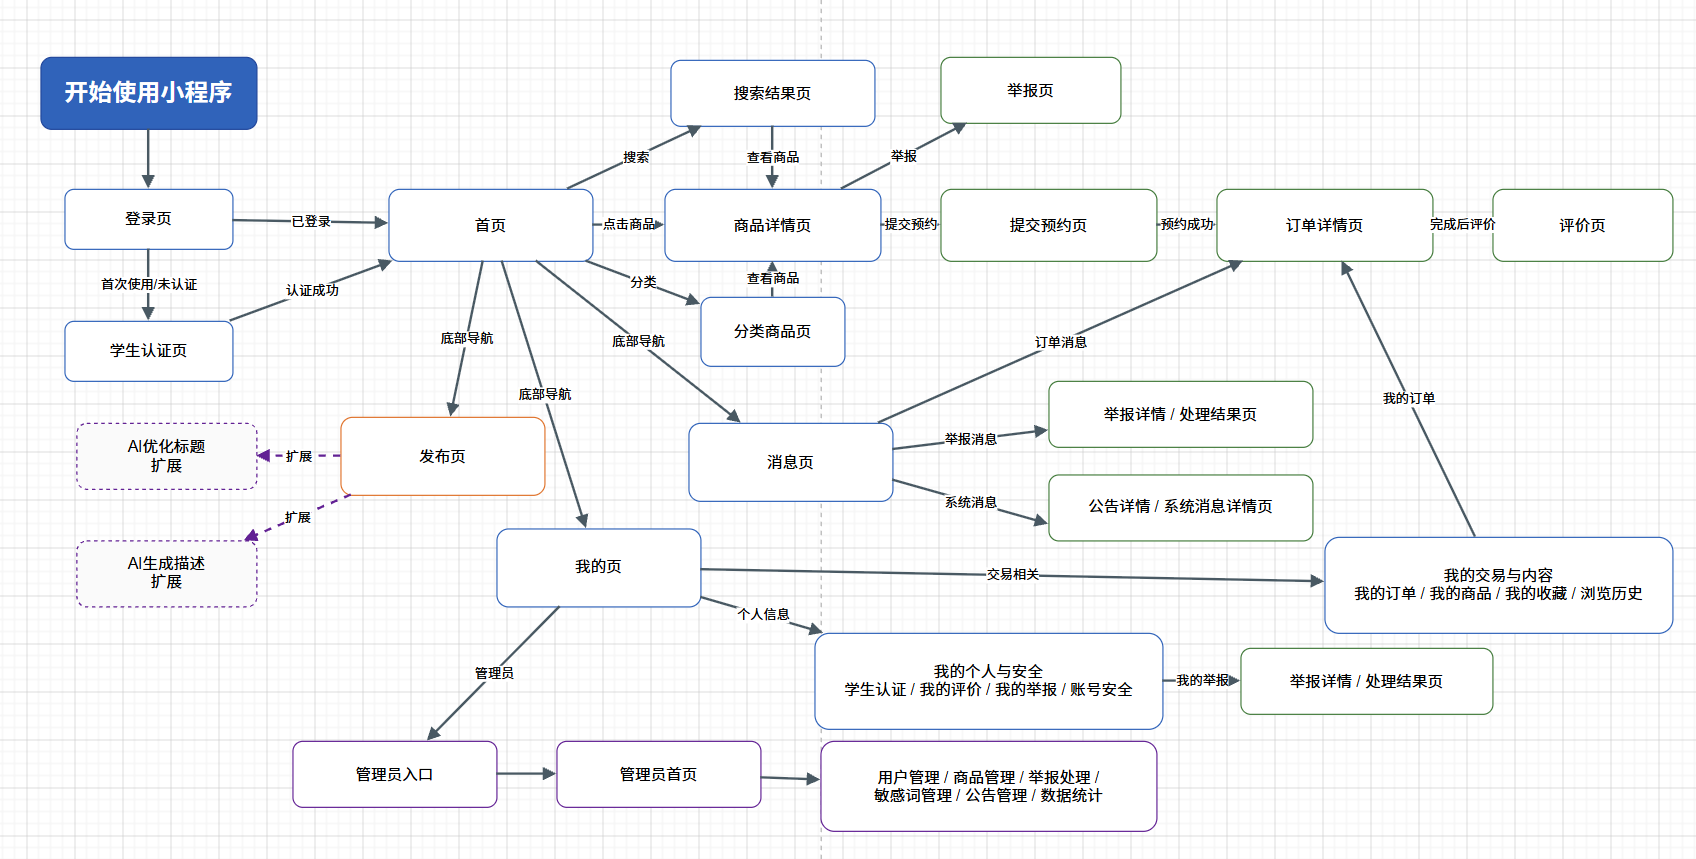 开始使用小程序
搜索结果页
举报页
搜索
查看商品
举报
登录页
已登录
首页
点击商品
商品详情页
提交预约
提交预约页
预约成功
订单详情页
完成后评价
评价页
首次使用/未认证
认证成功
分类
查看商品
学生认证页
分类商品页
底部导航
底部导航
底部导航
订单消息
我的订单
AI优化标题
扩展
扩展
发布页
消息页
举报消息
举报详情 / 处理结果页
系统消息
公告详情 / 系统消息详情页
扩展
AI生成描述
扩展
我的页
交易相关
我的交易与内容
我的订单 / 我的商品 / 我的收藏 / 浏览历史
个人信息
管理员
我的个人与安全
学生认证 / 我的评价 / 我的举报 / 账号安全
我的举报
举报详情 / 处理结果页
管理员入口
管理员首页
用户管理 / 商品管理 / 举报处理 /
敏感词管理 / 公告管理 / 数据统计